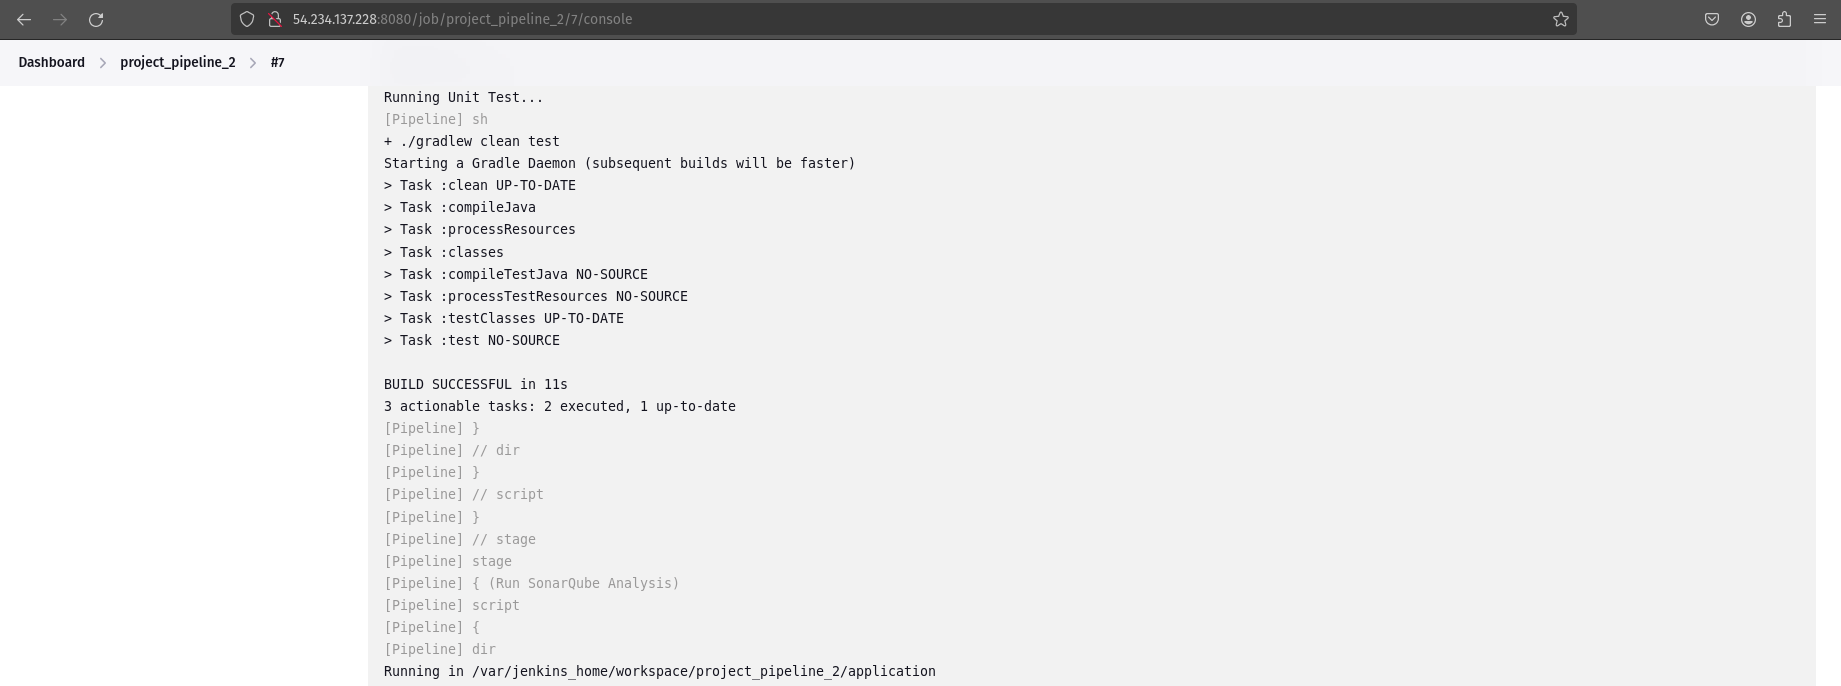 54.234.137.228:8080/job/project_pipeline_2/7/console
Dashboard > project_pipeline_2 > #7
Running Unit Test...
[Pipeline] sh
+ ./gradlew clean test
Starting a Gradle Daemon (subsequent builds will be faster)
> Task :clean UP-TO-DATE
> Task :compileJava
> Task :processResources
> Task :classes
> Task :compileTestJava NO-SOURCE
> Task :processTestResources NO-SOURCE
> Task :testClasses UP-TO-DATE
> Task :test NO-SOURCE
BUILD SUCCESSFUL in 11s
3 actionable tasks: 2 executed, 1 up-to-date
[Pipeline] }
[Pipeline] // dir
[Pipeline] }
[Pipeline] // script
[Pipeline] }
[Pipeline] // stage
[Pipeline] stage
[Pipeline] { (Run SonarQube Analysis)
[Pipeline] script
[Pipeline] {
[Pipeline] dir
Running in /var/jenkins_home/workspace/project_pipeline_2/application